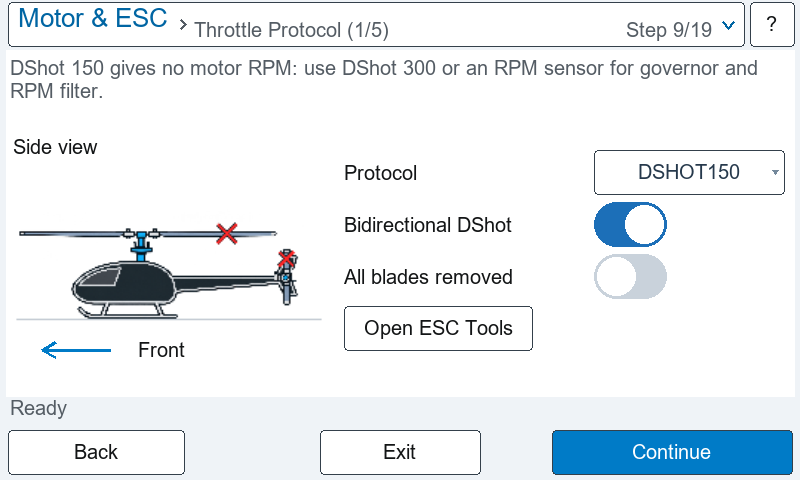 Motor & ESC > Throttle Protocol (1/5) Step 9/19 ?
DShot 150 gives no motor RPM: use DShot 300 or an RPM sensor for governor and
RPM filter.
Side view
Protocol DSHOT150
Bidirectional DShot
All blades removed
Open ESC Tools
Front
Ready
Back Exit Continue